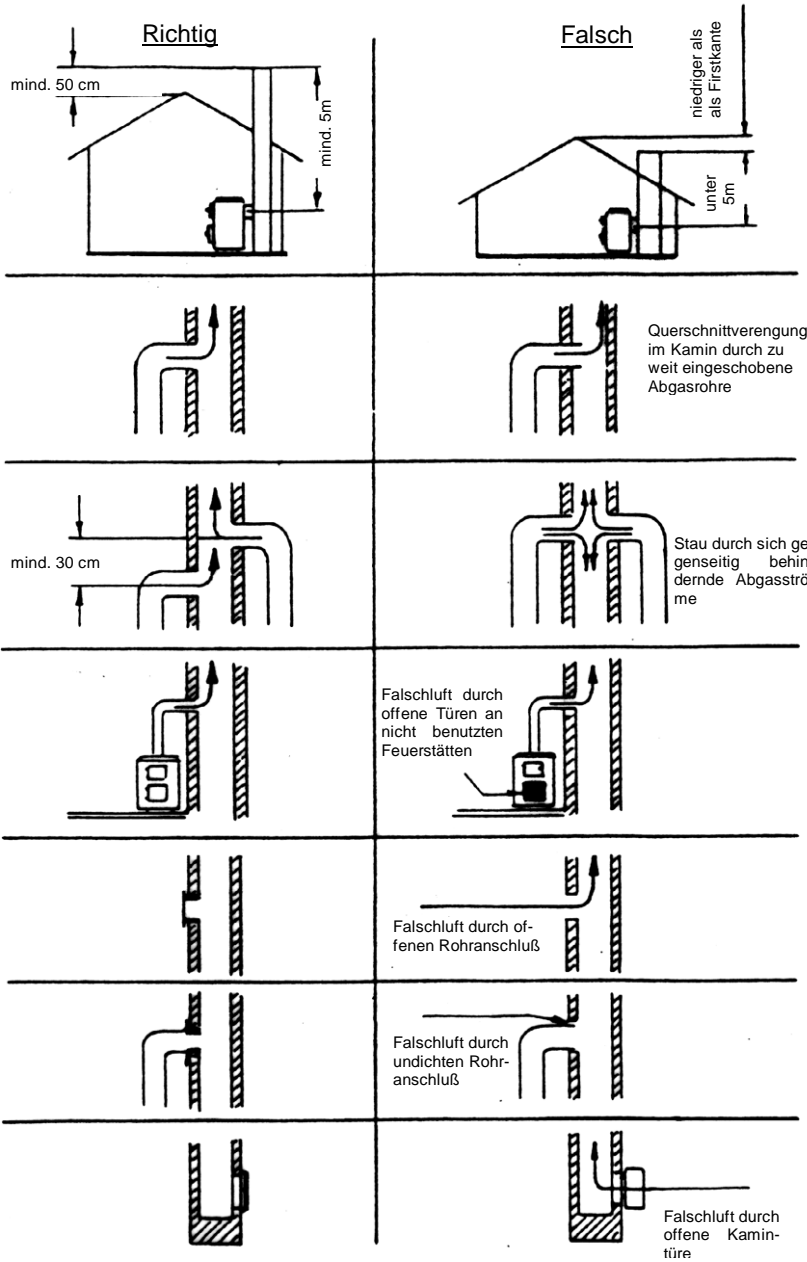 Richtig
Falsch
mind. 50 cm
mind. 5m
niedriger als
als Firstkante
unter
5m
Querschnittverengung
im Kamin durch zu
weit eingeschobene
Abgasrohre
mind. 30 cm
Stau durch sich ge
genseitig behin
dernde Abgasströ
me
Falschluft durch
offene Türen an
nicht benutzten
Feuerstätten
Falschluft durch of-
fenen Rohranschluß
Falschluft durch
undichten Rohr-
anschluß
Falschluft durch
offene Kamin-
türe